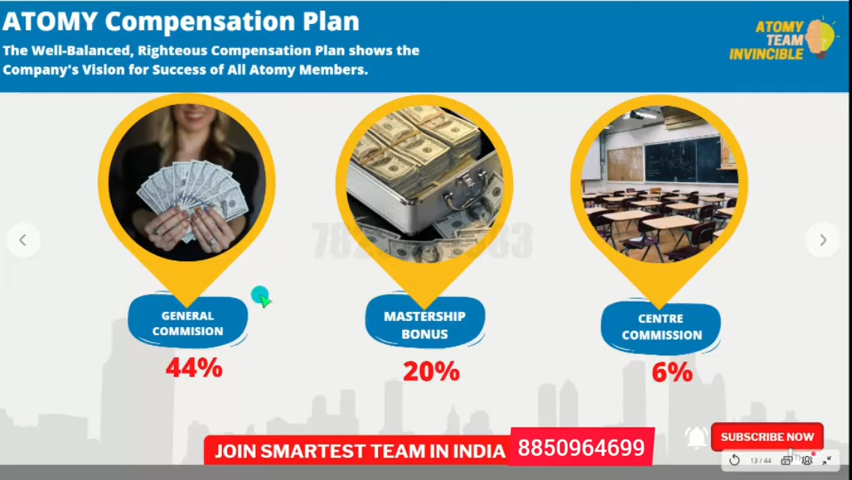 ATOMY Compensation Plan
The Well-Balanced, Righteous Compensation Plan shows the
Company's Vision for Success of All Atomy Members.
ATOMY
TEAM
INVINCIBLE
GENERAL
COMMISION
44%
MASTERSHIP
BONUS
20%
CENTRE
COMMISSION
6%
JOIN SMARTEST TEAM IN INDIA 8850964699
SUBSCRIBE NOW
13 / 44